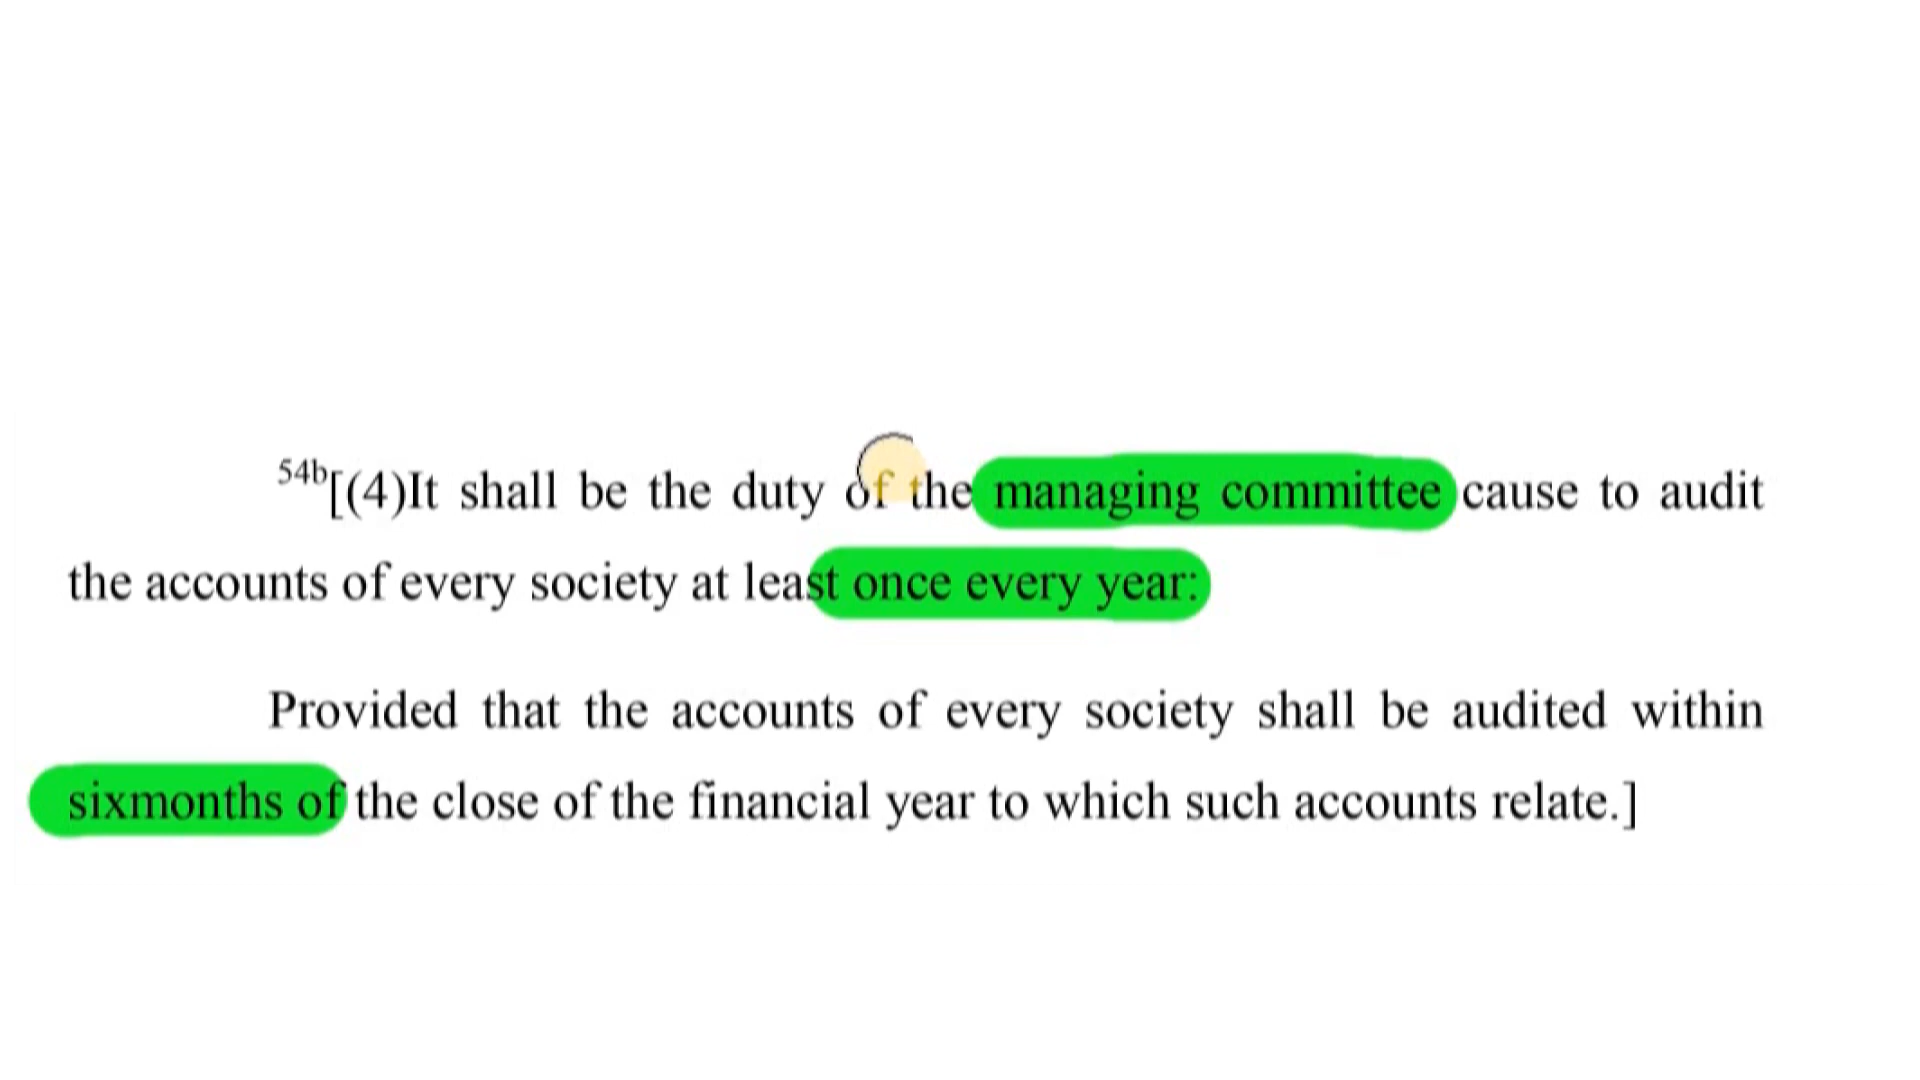 54b[(4)It shall be the duty of the managing committee cause to audit
the accounts of every society at least once every year:
Provided that the accounts of every society shall be audited within
sixmonths of the close of the financial year to which such accounts relate.]